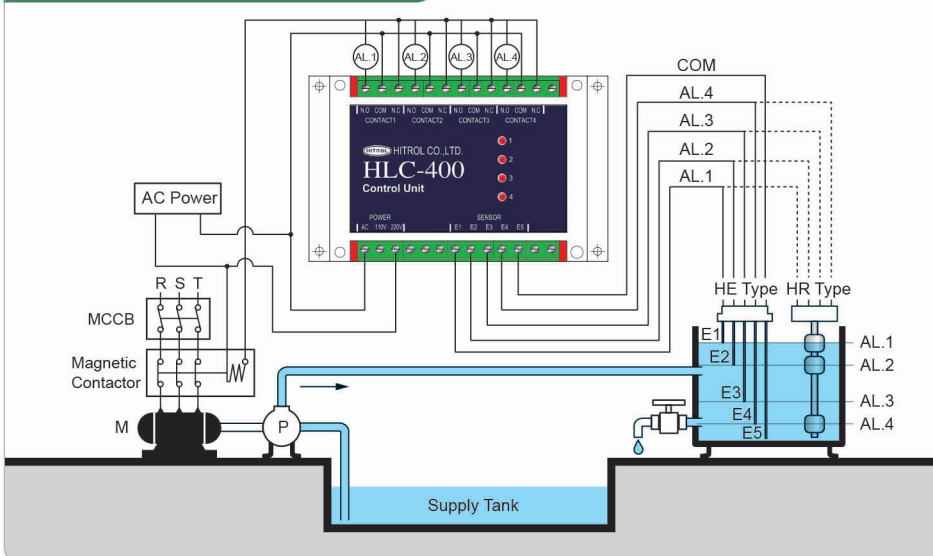 COM
AL.4
AL.3
AL.2
AL.1
AL.1 AL.2 AL.3 AL.4
N.O COM N.C N.O COM N.C N.O COM N.C N.O COM N.C
CONTACT1 CONTACT2 CONTACT3 CONTACT4
HITROL HITROL CO.,LTD.
HLC-400
Control Unit
1
2
3
4
POWER SENSOR
AC 110V 220V E1 E2 E3 E4 E5
AC Power
R S T
MCCB
Magnetic
Contactor
M
P
HE Type HR Type
E1
E2
E3
E4
E5
AL.1
AL.2
AL.3
AL.4
Supply Tank